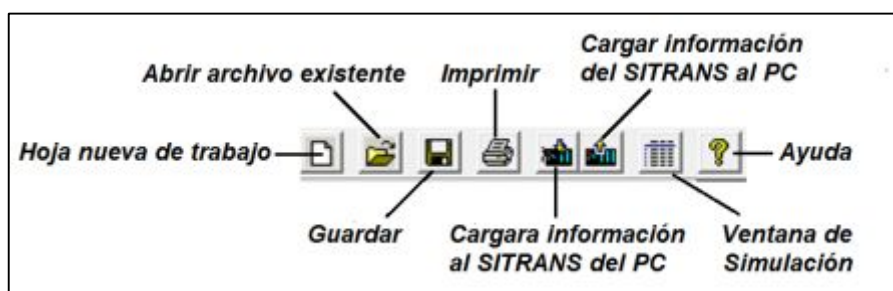 Cargar información
del SITRANS al PC
Abrir archivo existente
Imprimir
Hoja nueva de trabajo
Ayuda
Guardar
Cargara información
al SITRANS del PC
Ventana de
Simulación